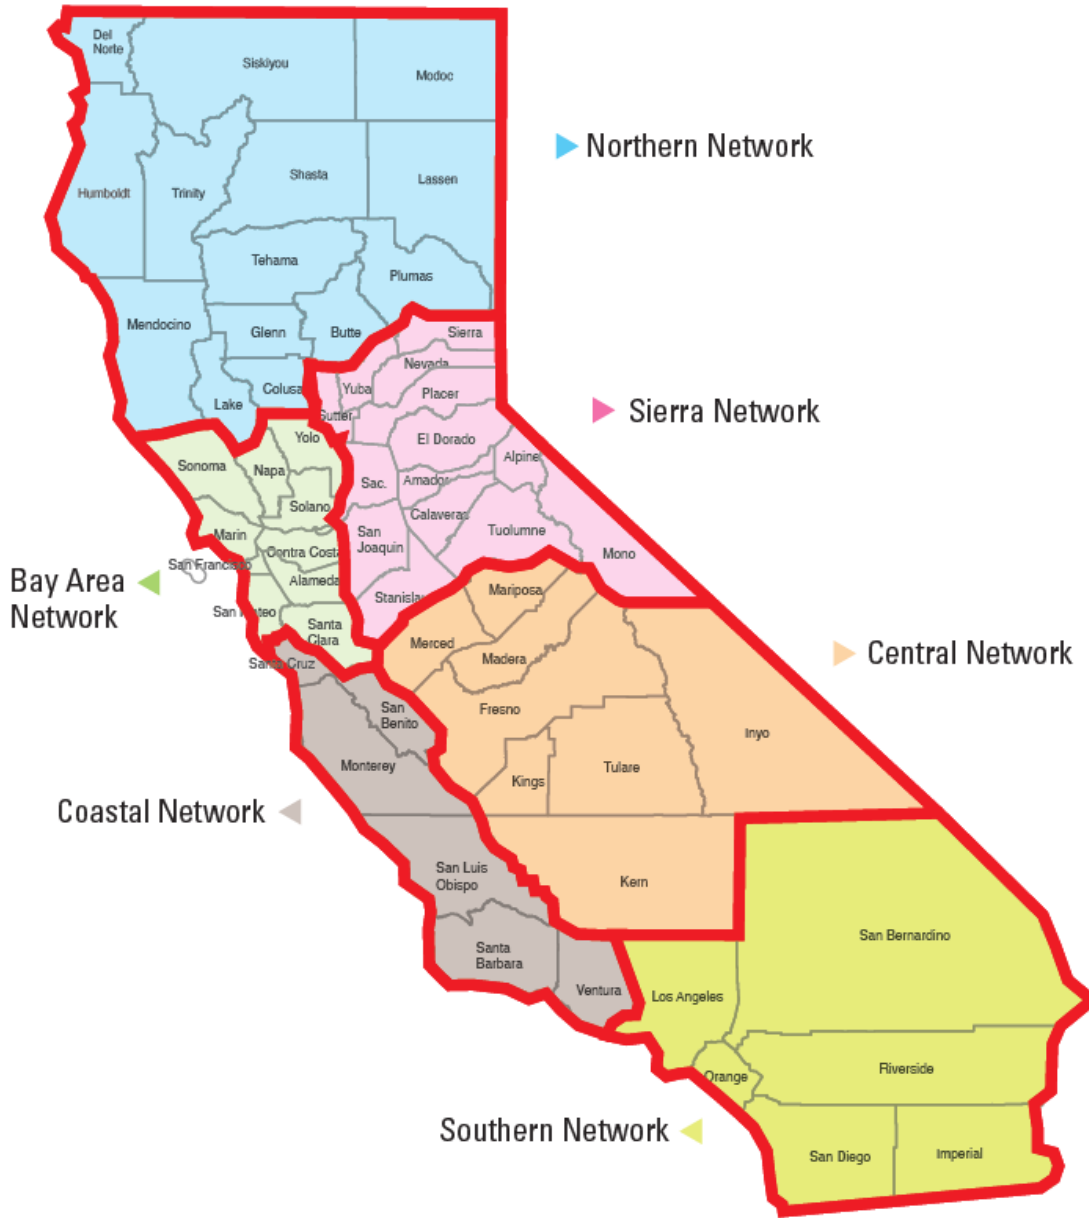 Del
Norte
Siskiyou
Modoc
Northern Network
Humboldt
Trinity
Shasta
Lassen
Tehama
Plumas
Mendocino
Glenn
Butte
Sierra
Nevada
Lake
Colusa
Yuba
Placer
Sutter
Sierra Network
Yolo
El Dorado
Sonoma
Napa
Alpine
Sac.
Amador
Solano
Calaveras
Marin
San
Joaquin
Tuolumne
Contra Costa
Mono
San Francisco
Bay Area
Network
Alameda
Mariposa
Stanislaus
San Mateo
Santa
Clara
Merced
Madera
Central Network
Santa Cruz
San
Benito
Fresno
Inyo
Monterey
Kings
Tulare
Coastal Network
San Luis
Obispo
Kern
San Bernardino
Santa
Barbara
Ventura
Los Angeles
Orange
Riverside
Southern Network
San Diego
Imperial